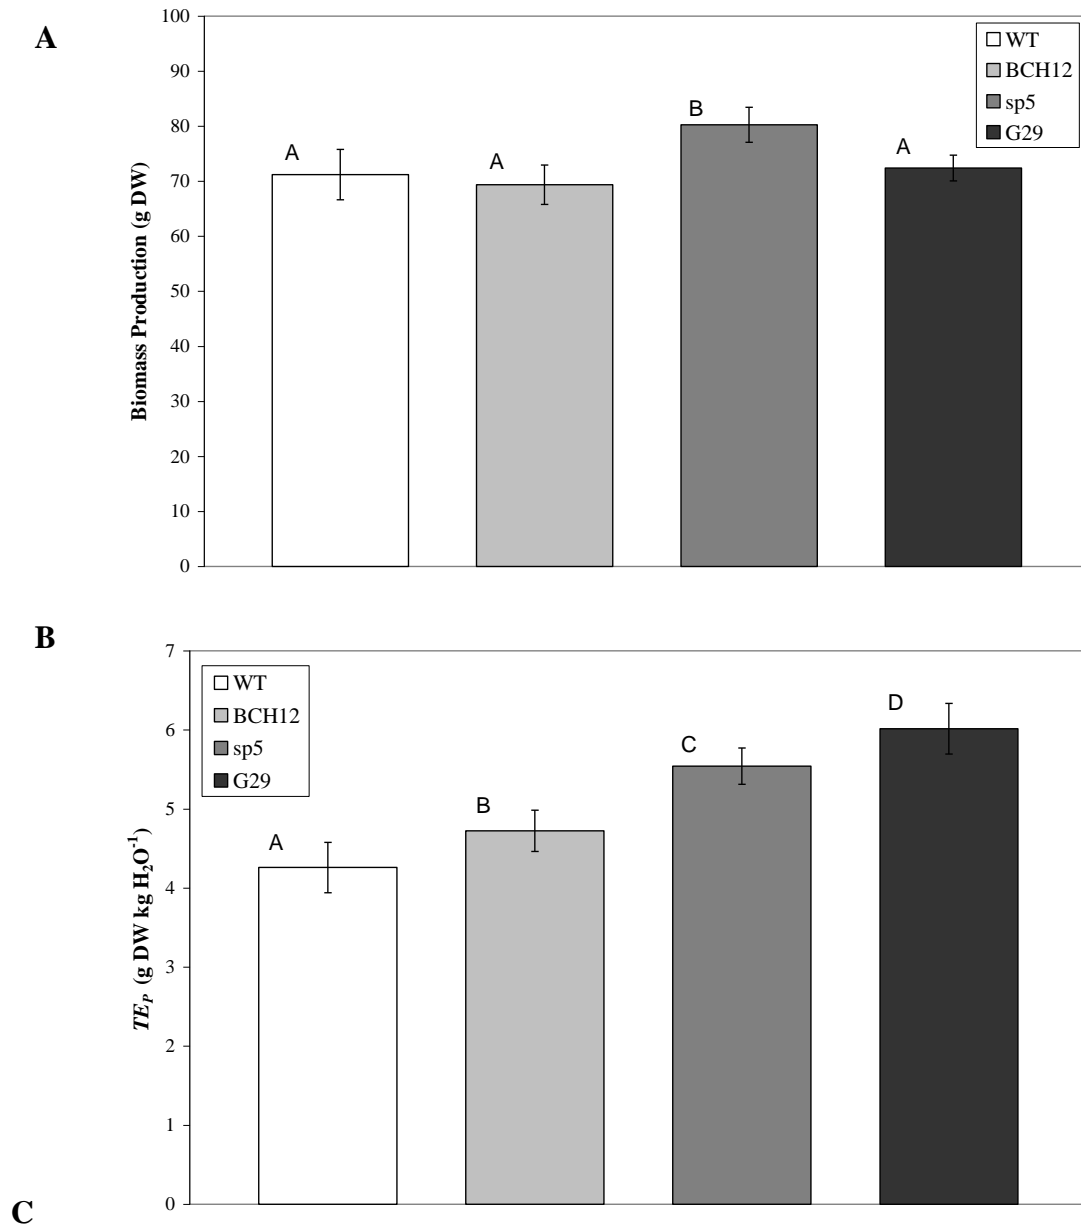 A
100
90
80
70
60
50
40
30
20
10
0
Biomass Production (g DW)
A
A
B
A
WT
BCH12
sp5
G29
B
7
6
5
4
3
2
1
0
TE_P (g DW kg H₂O⁻¹)
WT
BCH12
sp5
G29
A
B
C
D
C